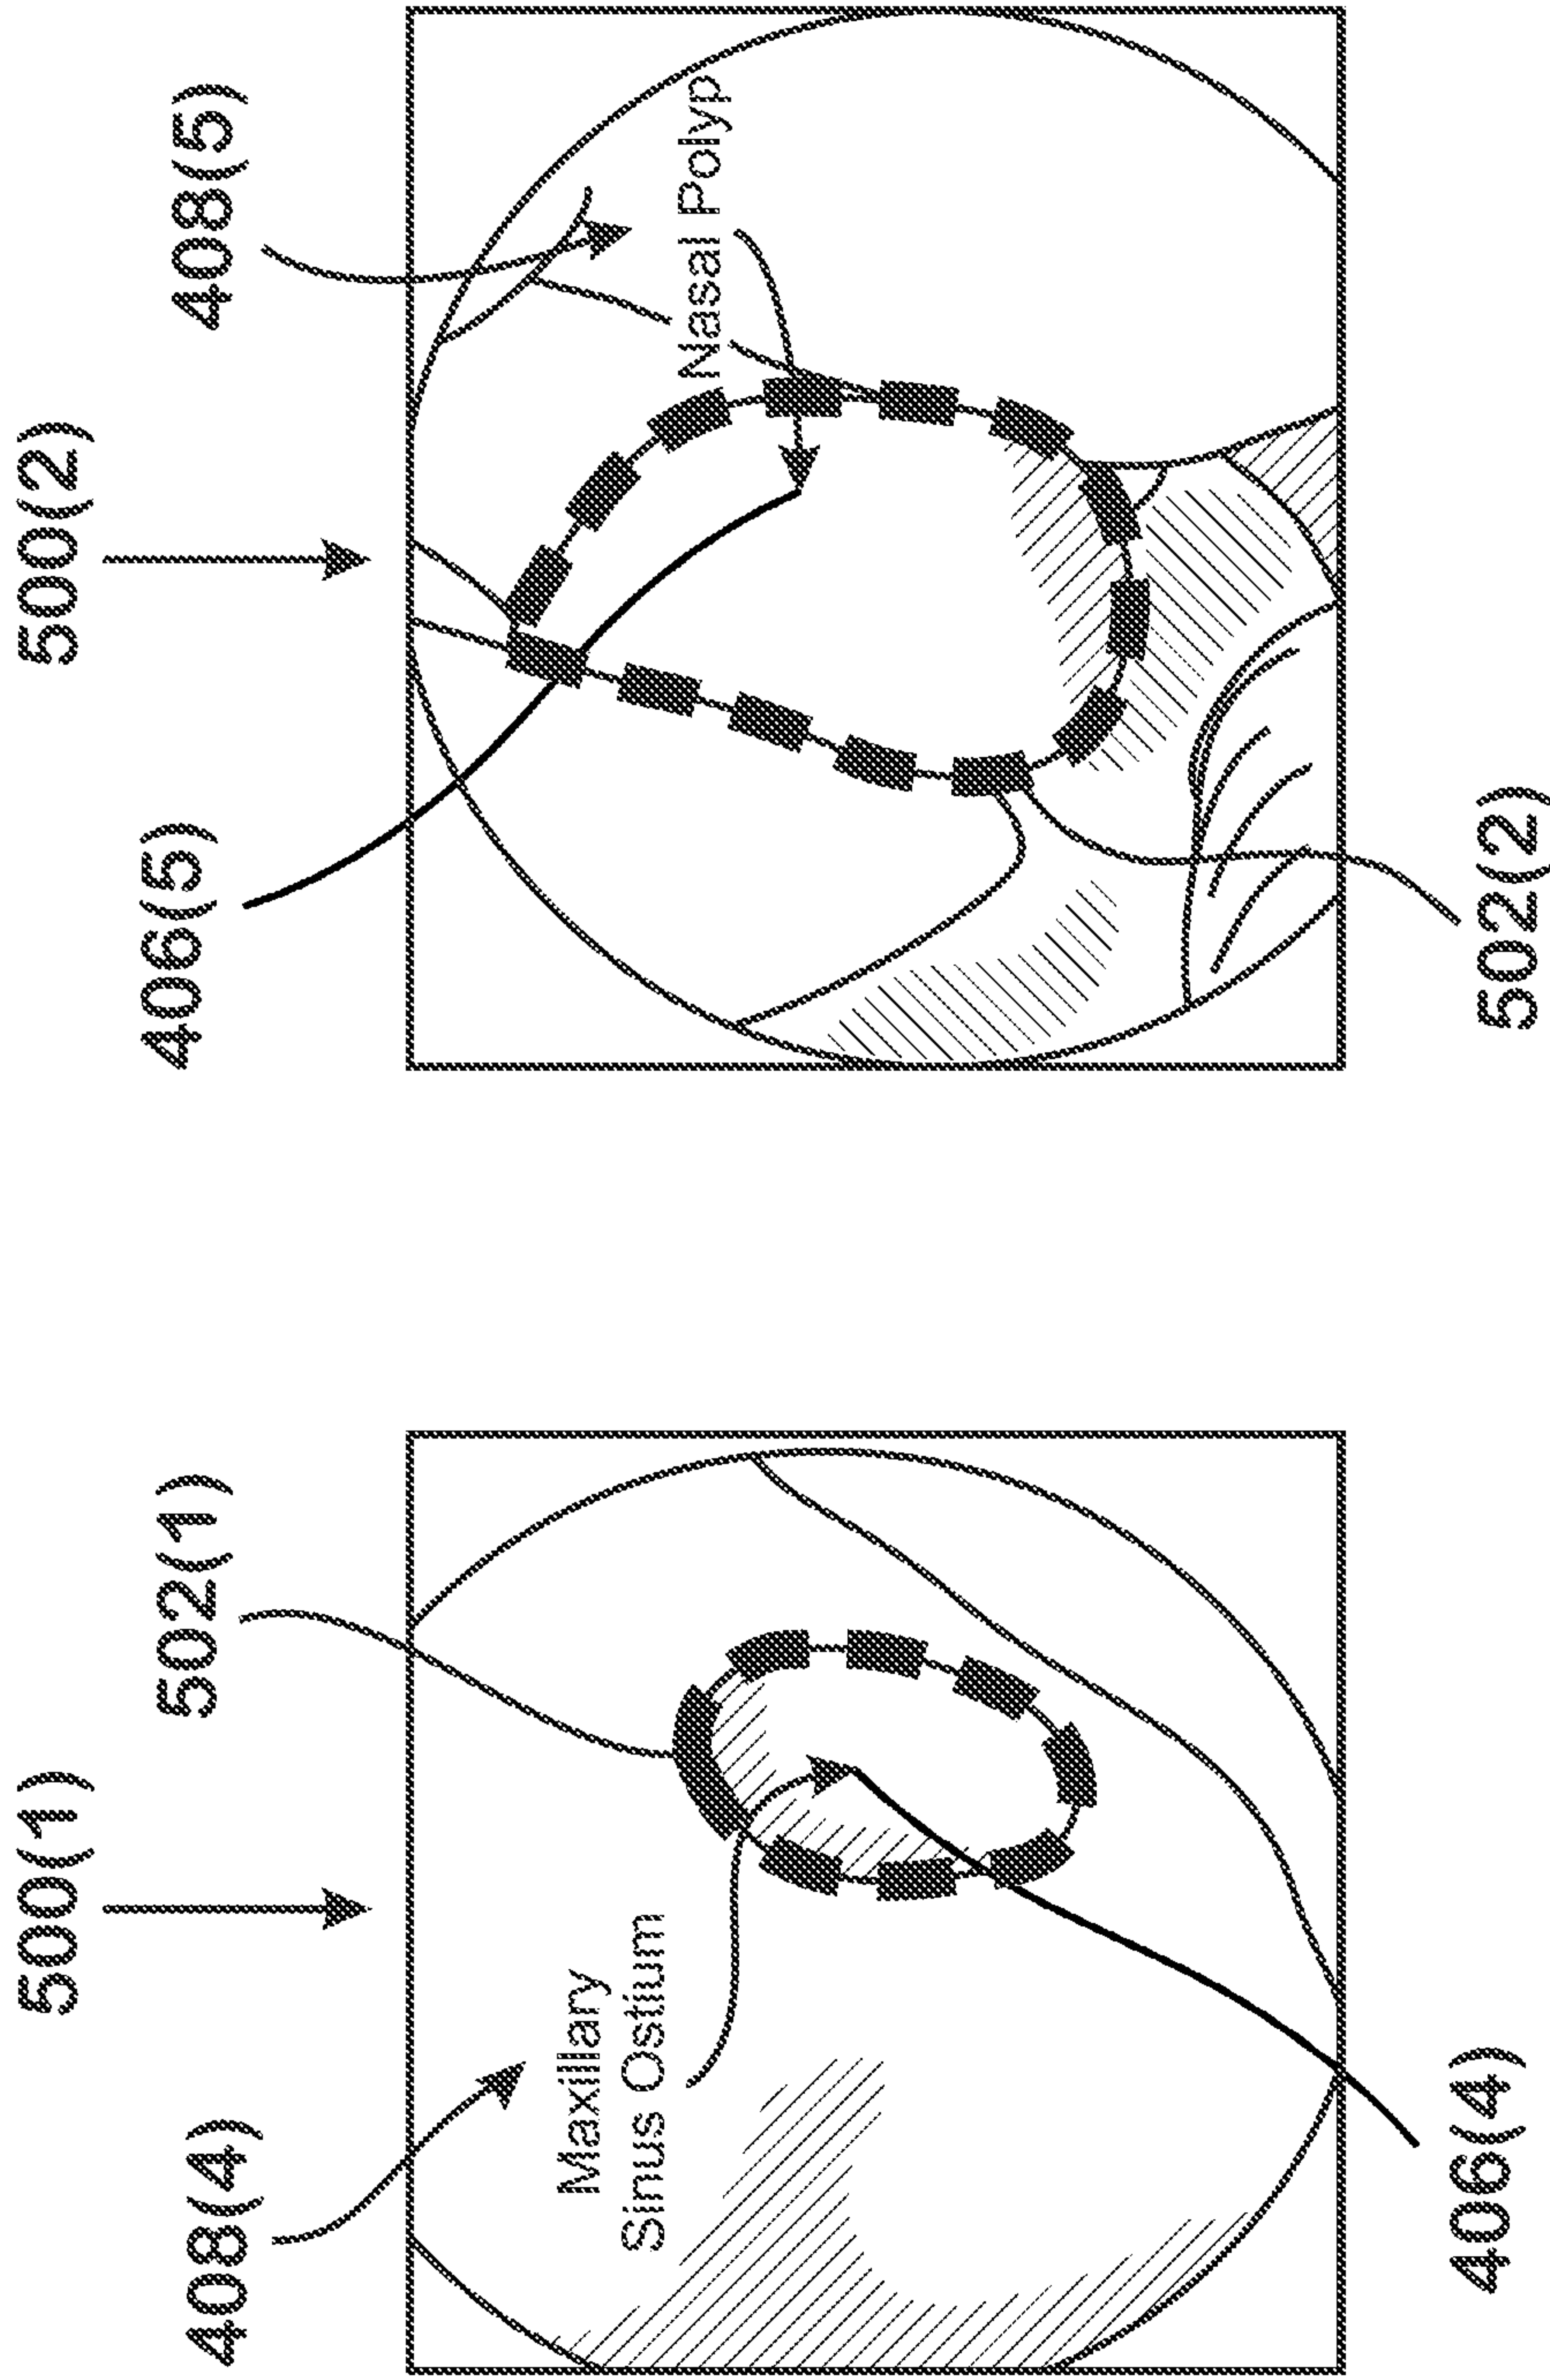 500(1)
408(4)
502(1)
Maxillary
Sinus Ostium
406(4)
500(2)
406(5)
408(5)
Nasal Polyp
502(2)